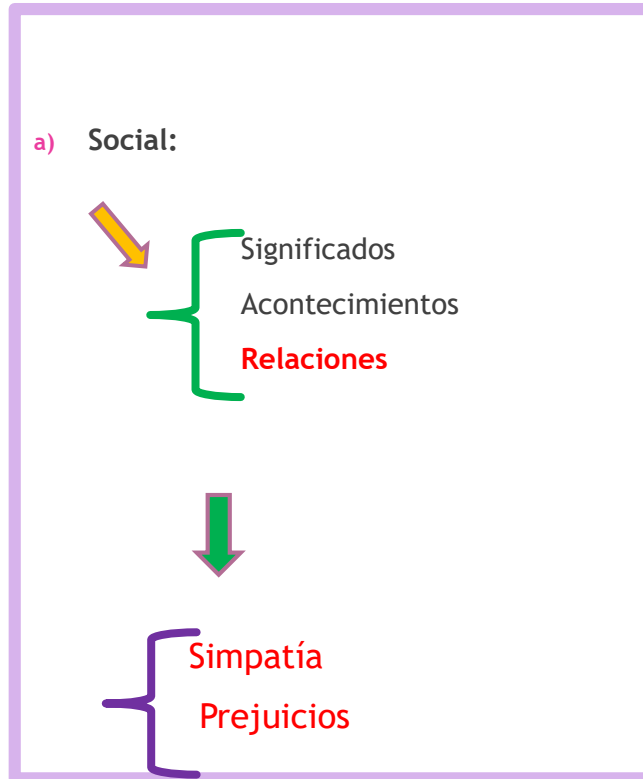 a) Social:
Significados
Acontecimientos
Relaciones
Simpatía
Prejuicios